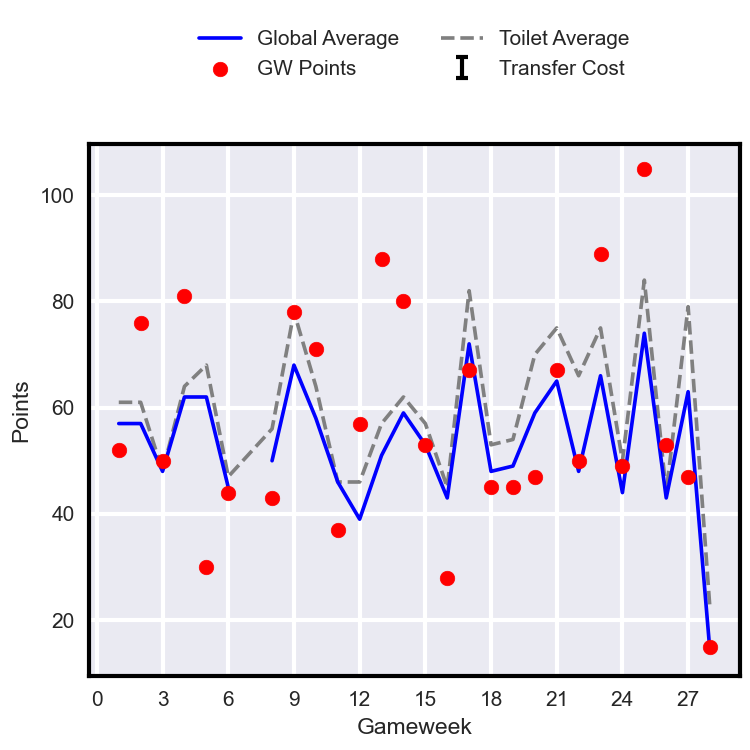 Global Average
Toilet Average
GW Points
Transfer Cost
Points
100
80
60
40
20
0 3 6 9 12 15 18 21 24 27
Gameweek